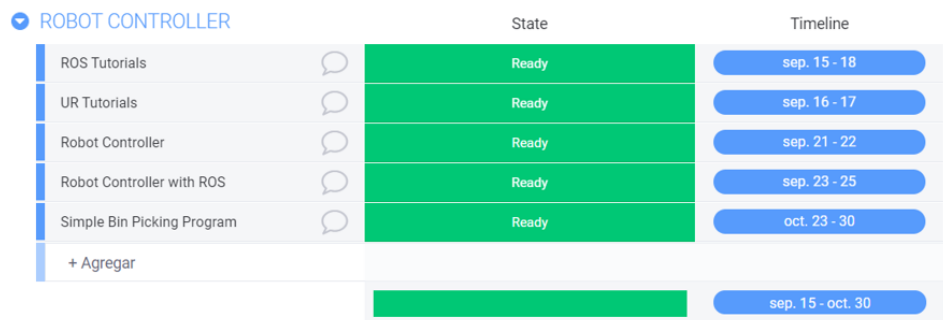 ROBOT CONTROLLER State Timeline
ROS Tutorials Ready sep. 15 - 18
UR Tutorials Ready sep. 16 - 17
Robot Controller Ready sep. 21 - 22
Robot Controller with ROS Ready sep. 23 - 25
Simple Bin Picking Program Ready oct. 23 - 30
+ Agregar
sep. 15 - oct. 30